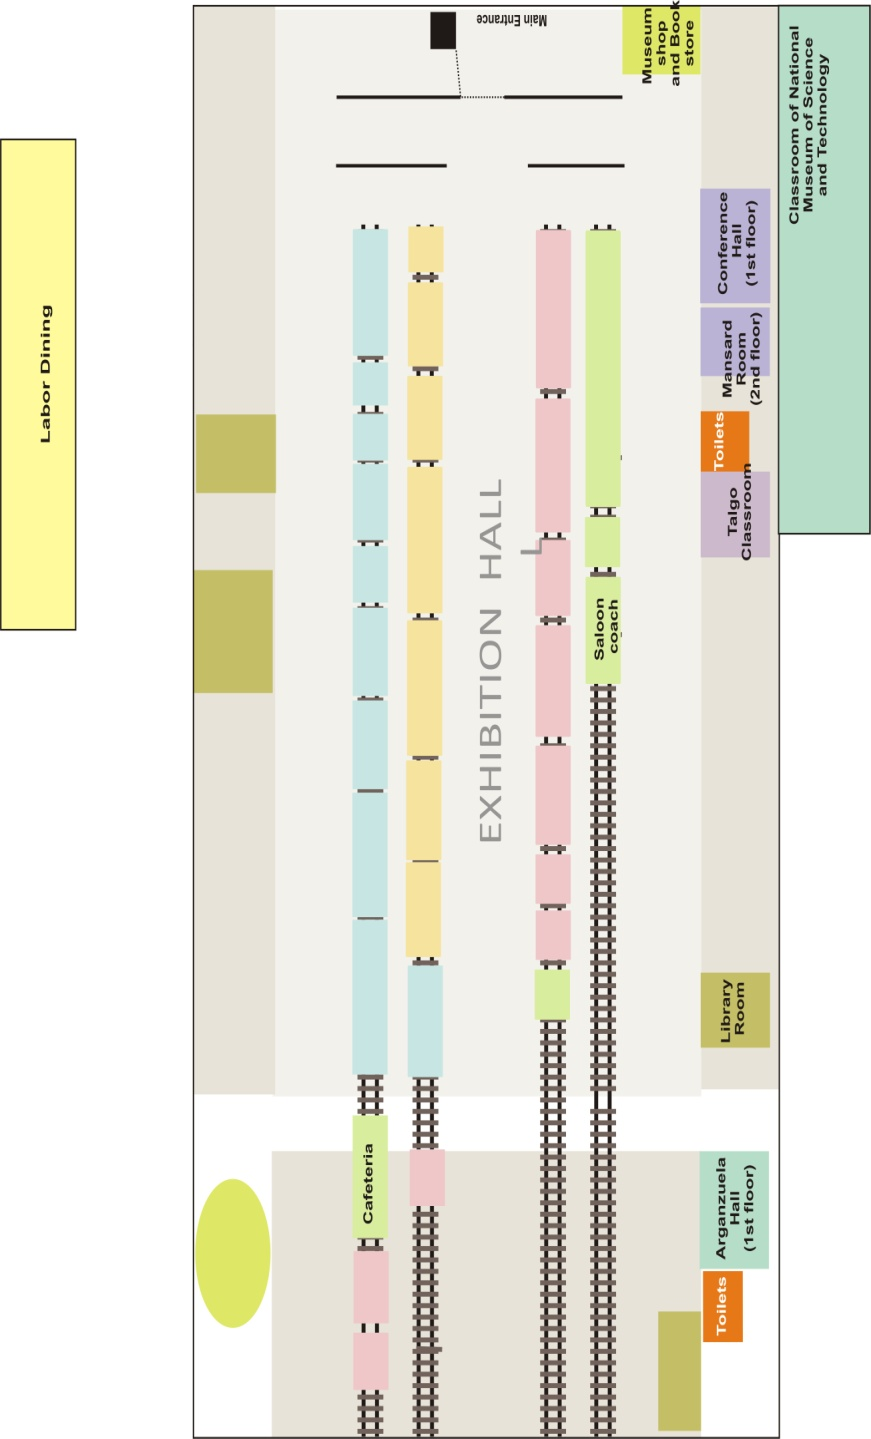 Main Entrance
Museum
shop
and Book
store
Classroom of National
Museum of Science
and Technology
Labor Dining
Conference
Hall
(1st floor)
Mansard
Room
(2nd floor)
Toilets
Talgo
Classroom
EXHIBITION HALL
Saloon
coach
Library
Room
Cafeteria
Arganzuela
Hall
(1st floor)
Toilets